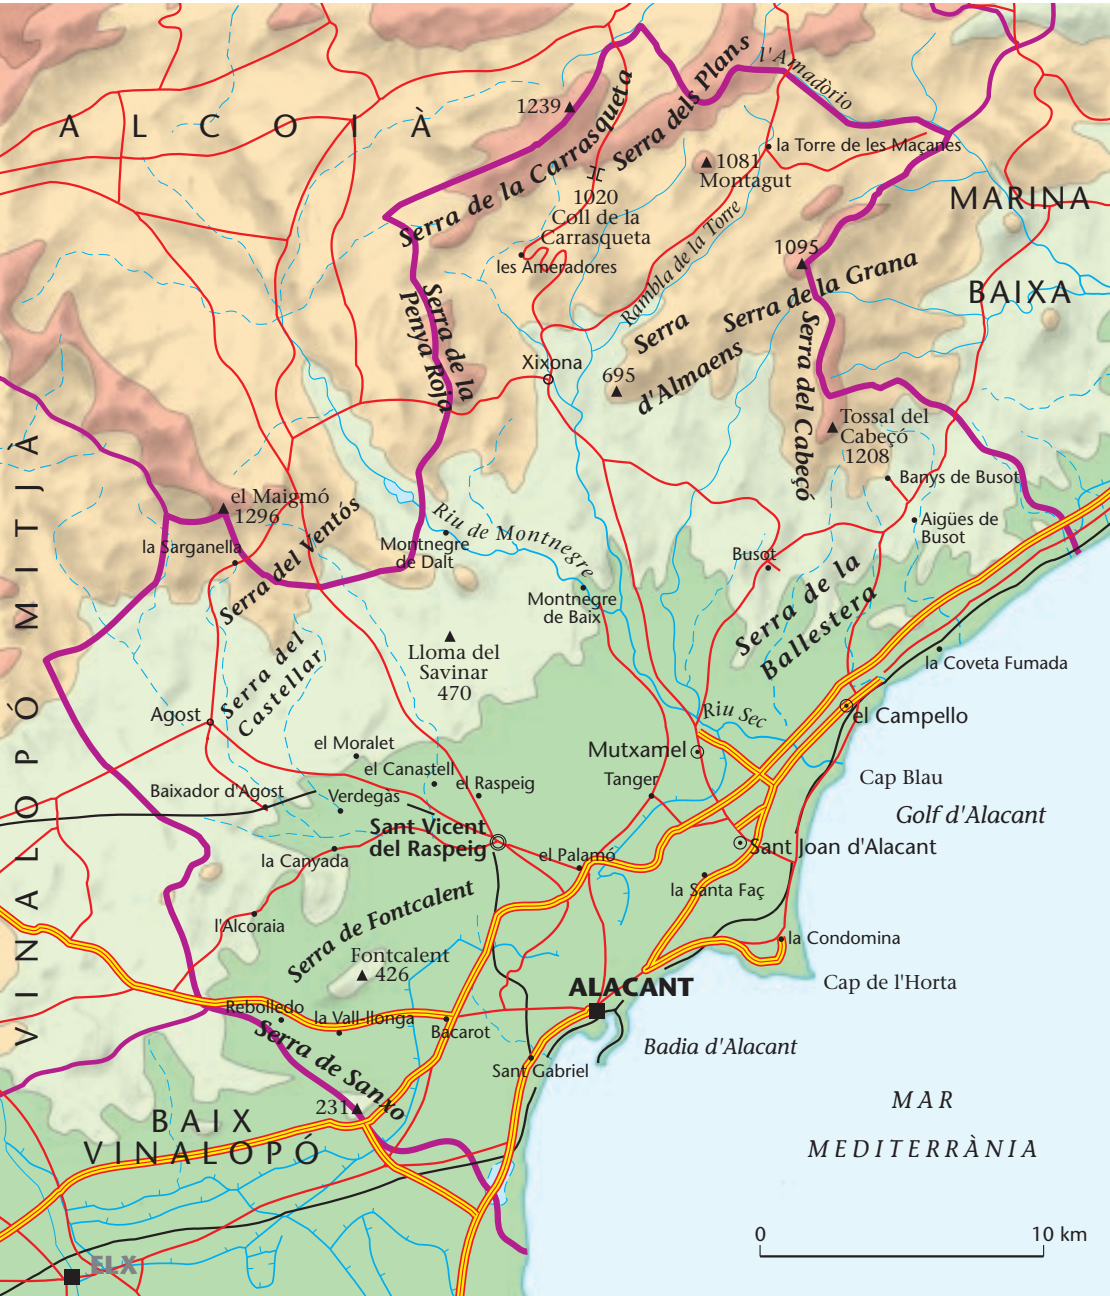 l'Amadòrio
1239
ALCOIÀ
Serra de la Carrasqueta
Serra dels Plans
la Torre de les Maçanes
1081
Montagut
1020
Coll de la
Carrasqueta
les Ameradores
MARINA
BAIXA
Rambla de la Torre
1095
Serra de la Grana
Serra de la
Penya Roja
Serra
d'Almaens
Serra del Cabeçó
Xixona
695
Tossal del
Cabeçó
1208
VINALOPÓ MITJÀ
el Maigmó
1296
Banys de Busot
Aigües de
Busot
la Sarganella
Serra del Ventós
Riu de Montnegre
Montnegre
de Dalt
Busot
Montnegre
de Baix
Serra de la
Ballestera
Lloma del
Savinar
470
Serra del
Castellar
la Coveta Fumada
Agost
Riu Sec
el Campello
el Moralet
Mutxamel
el Canastell
Tanger
el Raspeig
Cap Blau
Baixador d'Agost
Verdegàs
Golf d'Alacant
Sant Vicent
del Raspeig
Sant Joan d'Alacant
la Canyada
el Palamó
la Santa Faç
l'Alcoraia
Serra de Fontcalent
la Condomina
Fontcalent
426
ALACANT
Cap de l'Horta
Rebolledo
la Vall-llonga
Bacarot
Serra de Sanxo
Badia d'Alacant
Sant Gabriel
231
MAR
MEDITERRÀNIA
BAIX
VINALOPÓ
0 10 km
ELX